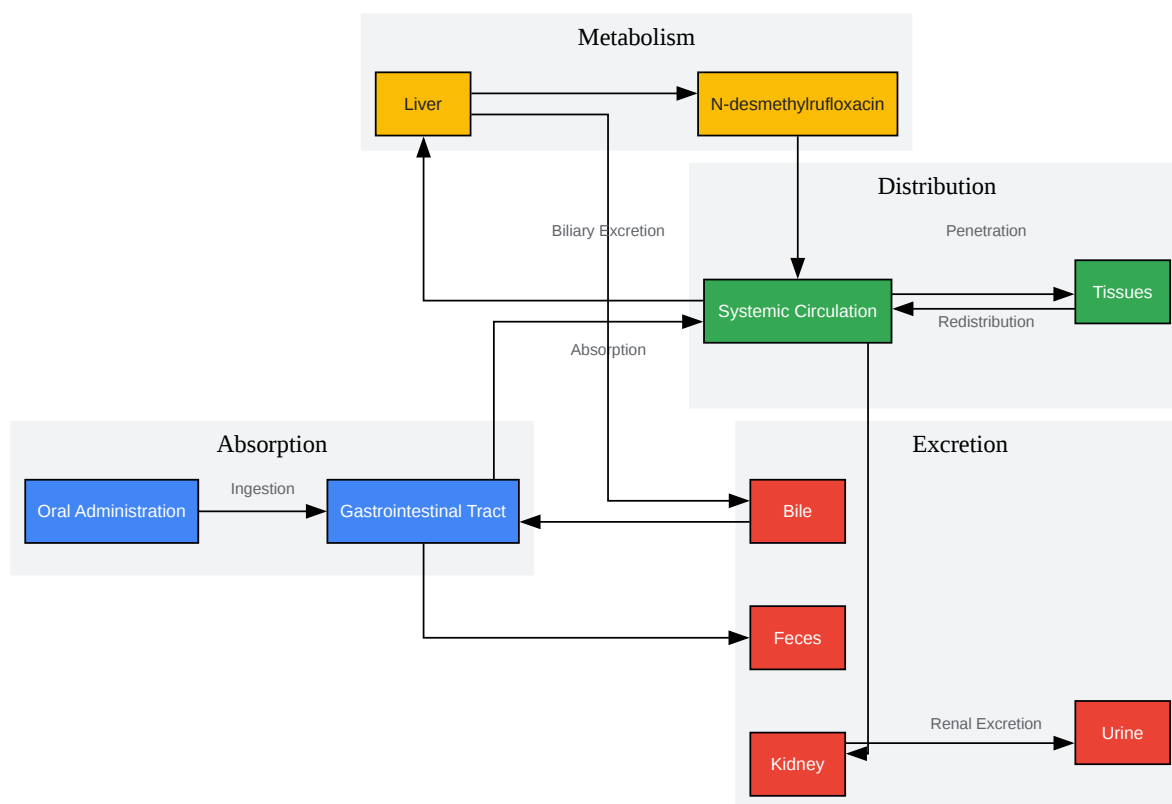 Metabolism
Liver
N-desmethylrufloxacin
Distribution
Biliary Excretion
Penetration
Systemic Circulation
Tissues
Redistribution
Absorption
Absorption
Excretion
Oral Administration
Ingestion
Gastrointestinal Tract
Bile
Feces
Renal Excretion
Urine
Kidney